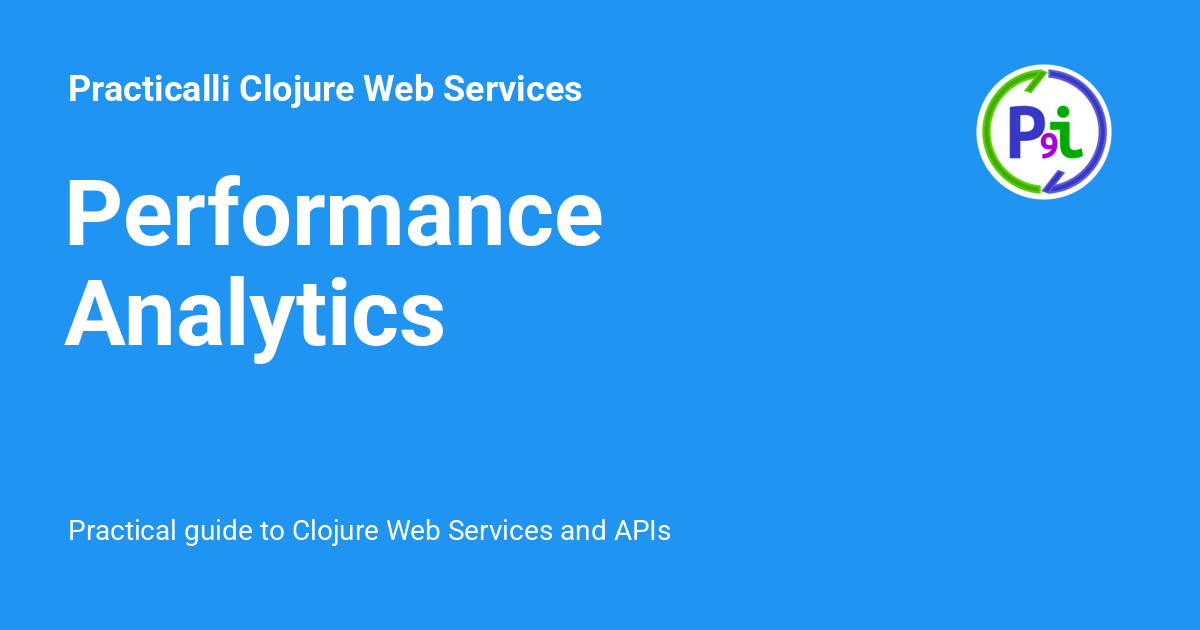 Practicalli Clojure Web Services
P9i
Performance
Analytics
Practical guide to Clojure Web Services and APIs